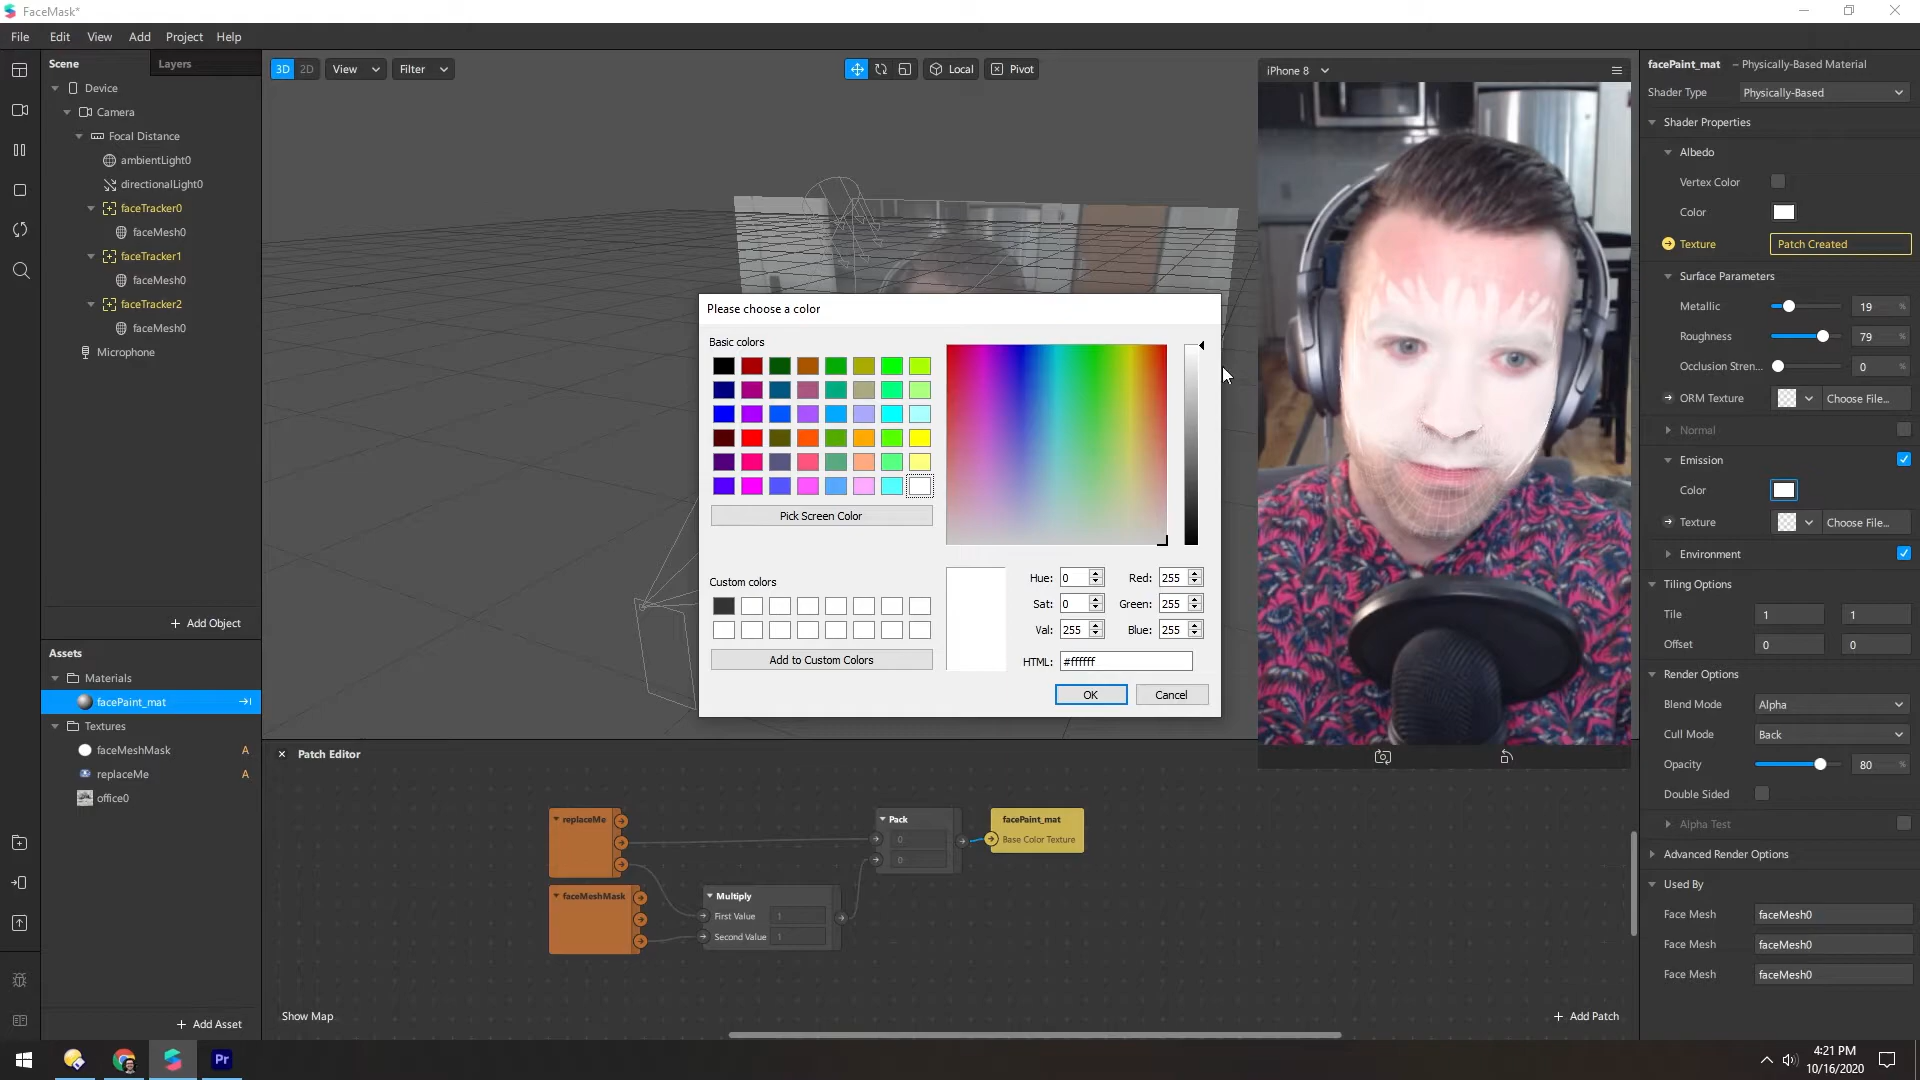 FaceMask*
File Edit View Add Project Help
Scene Layers
Device
Camera
Focal Distance
ambientLight0
directionalLight0
faceTracker0
faceMesh0
faceTracker1
faceMesh0
faceTracker2
faceMesh0
Microphone
+ Add Object
Assets
Materials
facePaint_mat
Textures
faceMeshMask A
replaceMe A
office0
+ Add Asset
3D 2D View Filter Local Pivot
iPhone 8
Please choose a color
Basic colors
Pick Screen Color
Custom colors
Add to Custom Colors
Hue: 0 Red: 255
Sat: 0 Green: 255
Val: 255 Blue: 255
HTML: #ffffff
OK Cancel
Patch Editor
replaceMe
faceMeshMask
Multiply
First Value 1
Second Value 1
Pack
0
0
facePaint_mat
Base Color Texture
Show Map
+ Add Patch
facePaint_mat – Physically-Based Material
Shader Type Physically-Based
Shader Properties
Albedo
Vertex Color
Color
Texture Patch Created
Surface Parameters
Metallic 19 %
Roughness 79 %
Occlusion Stren... 0 %
ORM Texture Choose File...
Normal
Emission
Color
Texture Choose File...
Environment
Tiling Options
Tile 1 1
Offset 0 0
Render Options
Blend Mode Alpha
Cull Mode Back
Opacity 80 %
Double Sided
Alpha Test
Advanced Render Options
Used By
Face Mesh faceMesh0
Face Mesh faceMesh0
Face Mesh faceMesh0
Pr
4:21 PM
10/16/2020